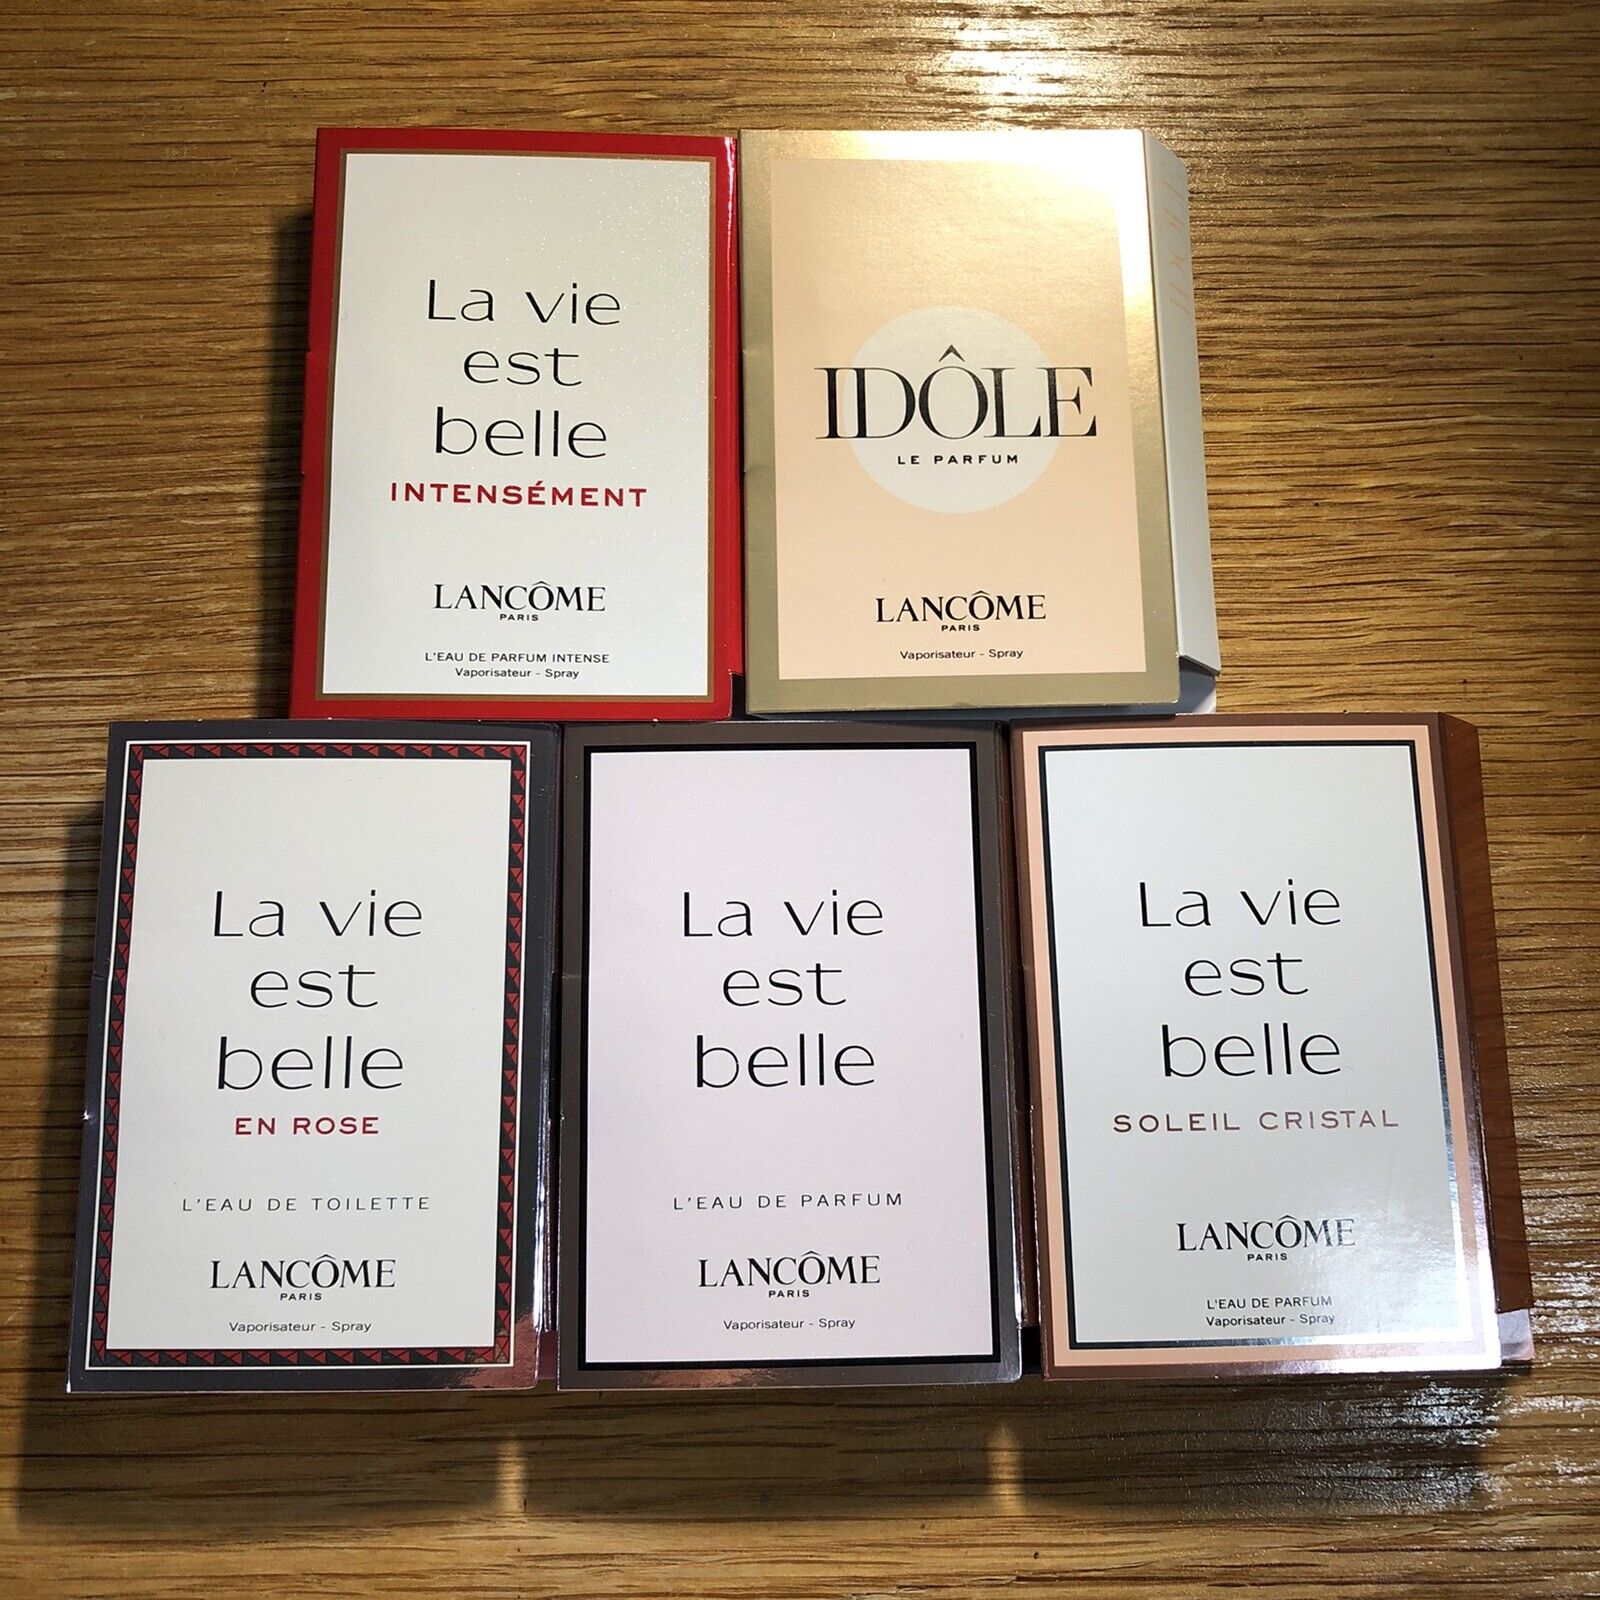 La vie
est
belle
INTENSÉMENT
LANCÔME
PARIS
L'EAU DE PARFUM INTENSE
Vaporisateur - Spray
IDÔLE
LE PARFUM
LANCÔME
PARIS
Vaporisateur - Spray
IDÔLE
La vie
est
belle
EN ROSE
L'EAU DE TOILETTE
LANCÔME
PARIS
Vaporisateur - Spray
La vie
est
belle
L'EAU DE PARFUM
LANCÔME
PARIS
Vaporisateur - Spray
La vie
est
belle
SOLEIL CRISTAL
LANCÔME
PARIS
L'EAU DE PARFUM
Vaporisateur - Spray